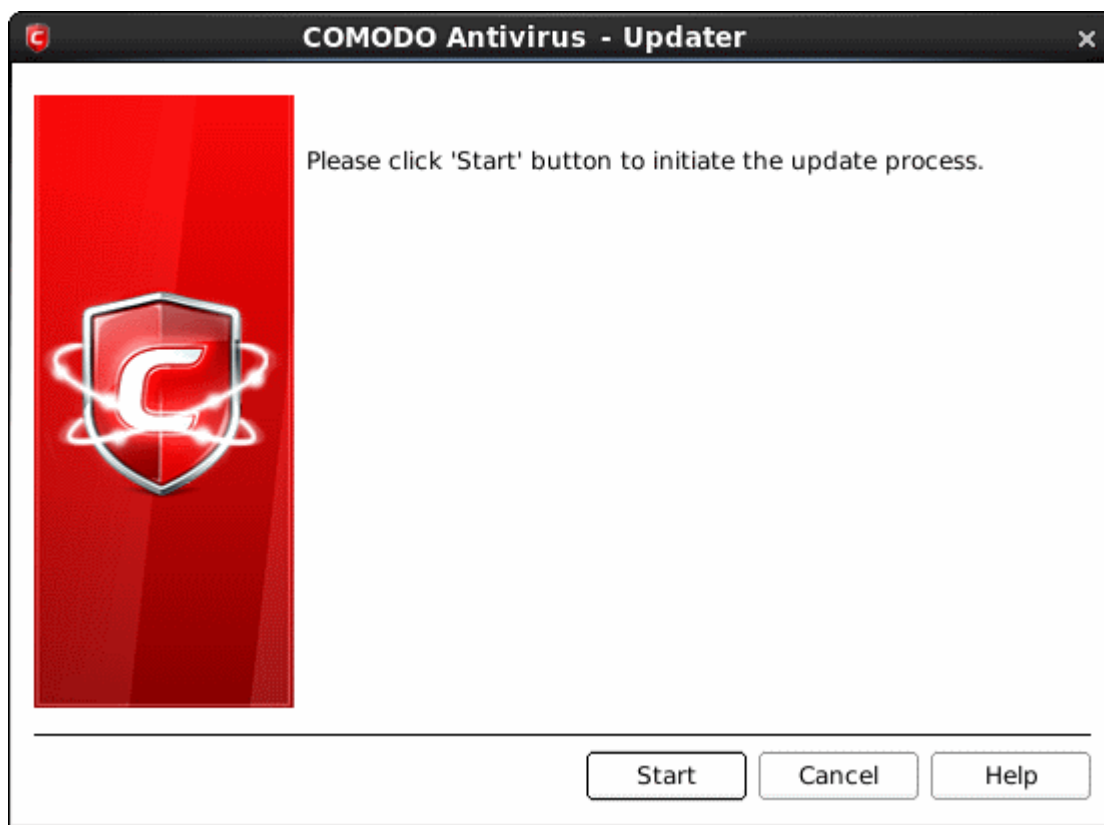 COMODO Antivirus - Updater
Please click 'Start' button to initiate the update process.
Start Cancel Help